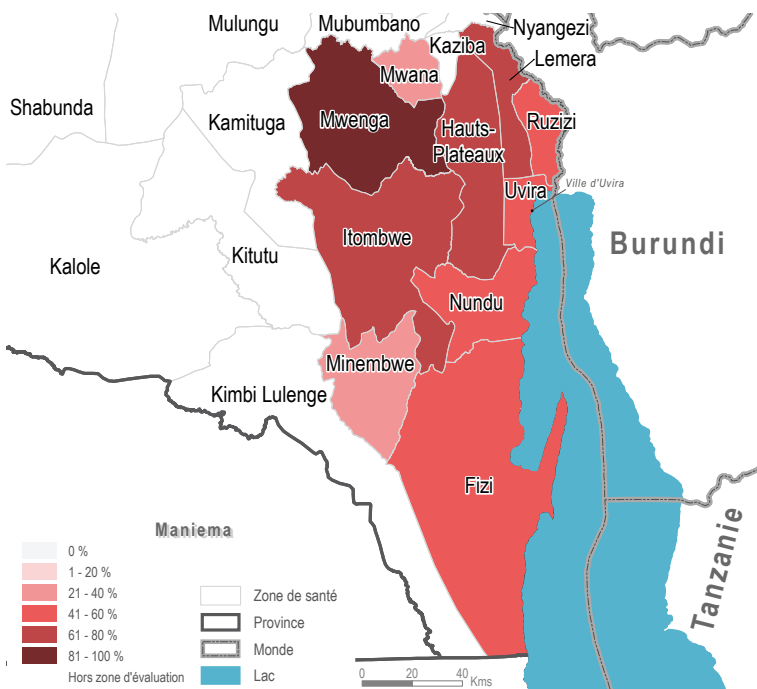 Mulungu
Mubumbano
Nyangezi
Kaziba
Lemera
Mwana
Shabunda
Kamituga
Mwenga
Hauts-
Plateaux
Ruzizi
Uvira
Ville d'Uvira
Itombwe
Burundi
Kitutu
Kalole
Nundu
Minembwe
Kimbi Lulenge
Fizi
Maniema
Tanzanie
0 %
1 - 20 %
21 - 40 %
41 - 60 %
61 - 80 %
81 - 100 %
Hors zone d'évaluation
Zone de santé
Province
Monde
Lac
0 20 40
Kms